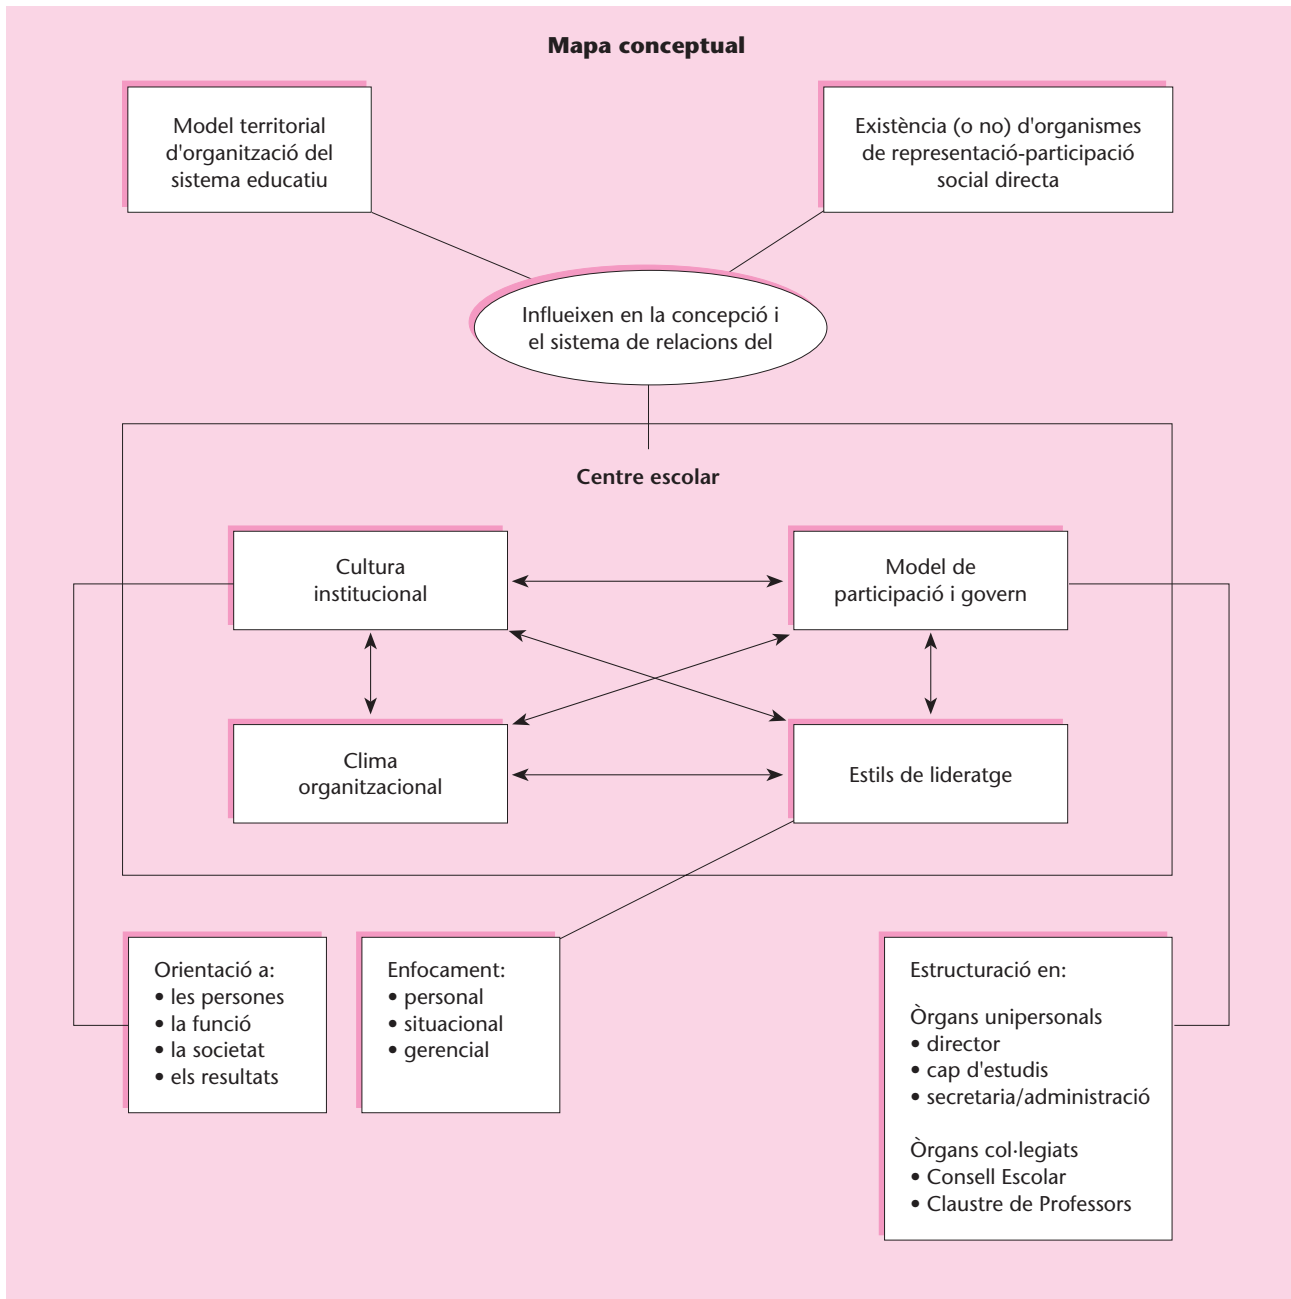 Mapa conceptual
Model territorial
d'organització del
sistema educatiu
Existència (o no) d'organismes
de representació-participació
social directa
Influeixen en la concepció i
el sistema de relacions del
Centre escolar
Cultura
institucional
Model de
participació i govern
Clima
organitzacional
Estils de lideratge
Orientació a:
• les persones
• la funció
• la societat
• els resultats
Enfocament:
• personal
• situacional
• gerencial
Estructuració en:
Òrgans unipersonals
• director
• cap d'estudis
• secretaria/administració
Òrgans col·legiats
• Consell Escolar
• Claustre de Professors